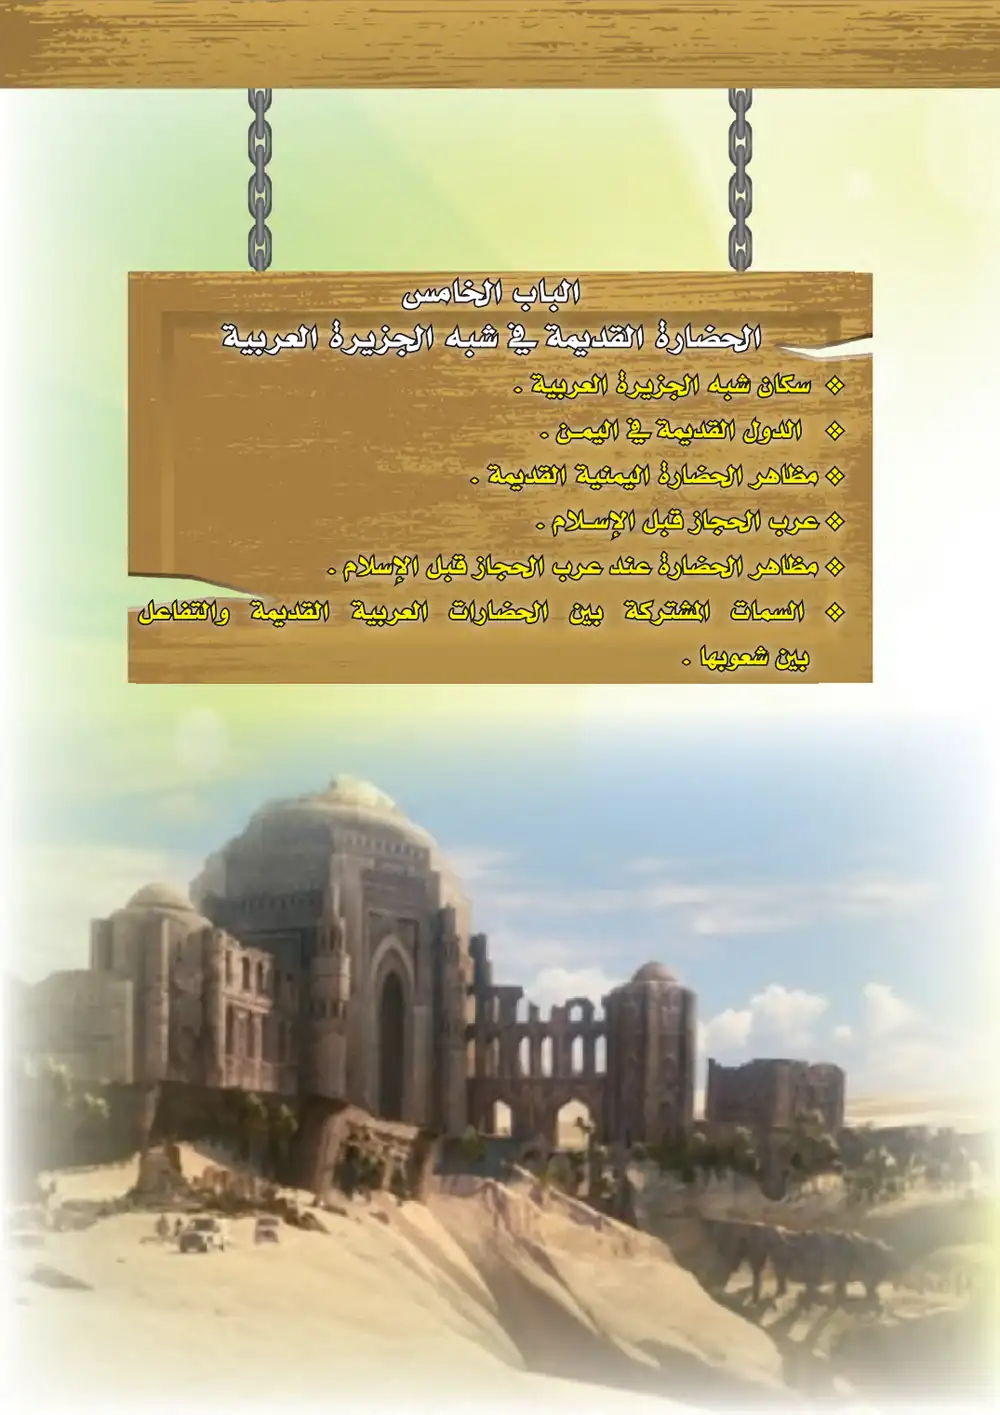 الباب الخامس
الحضارة القديمة في شبه الجزيرة العربية
❖ سكان شبه الجزيرة العربية .
❖ الدول القديمة في اليمـن .
❖ مظاهر الحضارة اليمنية القديمة .
❖ عرب الحجاز قبل الإسـلام .
❖ مظاهر الحضارة عند عرب الحجاز قبل الإسلام .
❖ السمات المشتركة بين الحضارات العربية القديمة والتفاعل
بين شعوبها .